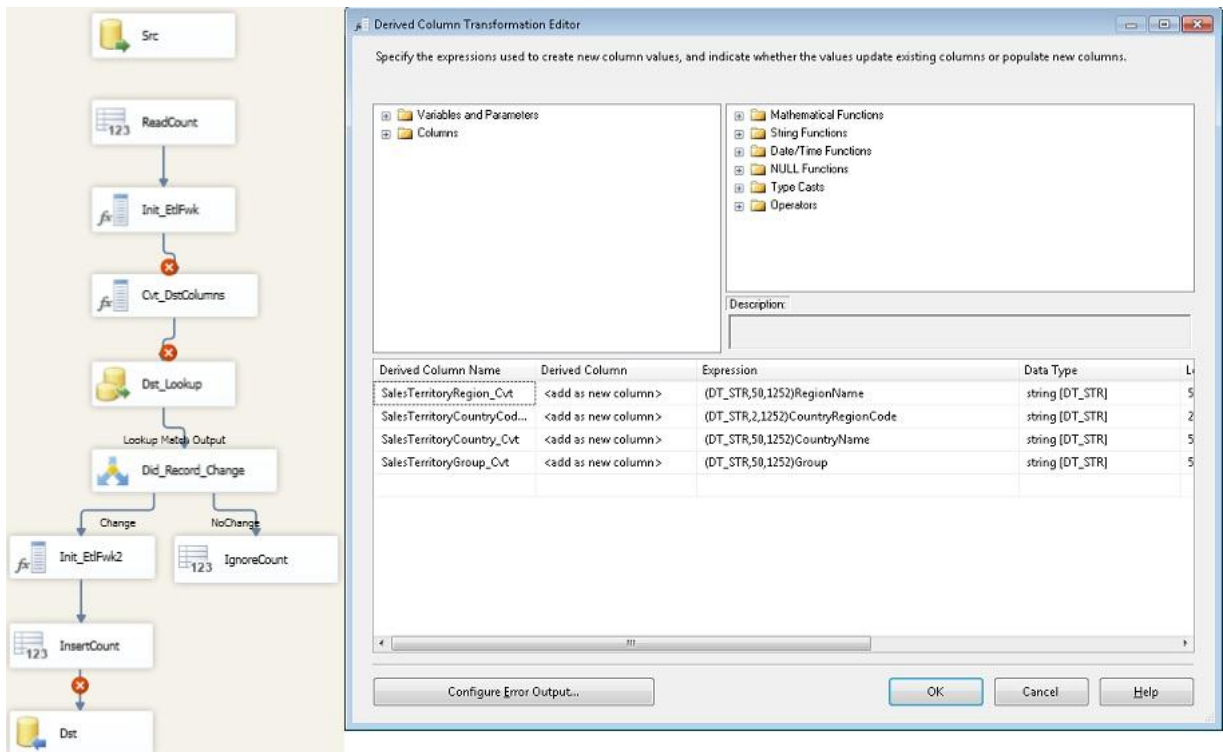 Src
ReadCount
Init_EtlFwk
Cvt_DstColumns
Dst_Lookup
Lookup Match Output
Did_Record_Change
Change
NoChange
Init_EtlFwk2
IgnoreCount
InsertCount
Dst
Derived Column Transformation Editor
Specify the expressions used to create new column values, and indicate whether the values update existing columns or populate new columns.
Variables and Parameters
Columns
Mathematical Functions
String Functions
Date/Time Functions
NULL Functions
Type Casts
Operators
Description:
Derived Column Name Derived Column Expression Data Type
SalesTerritoryRegion_Cvt <add as new column> (DT_STR,50,1252)RegionName string [DT_STR] 5
SalesTerritoryCountryCod... <add as new column> (DT_STR,2,1252)CountryRegionCode string [DT_STR] 2
SalesTerritoryCountry_Cvt <add as new column> (DT_STR,50,1252)CountryName string [DT_STR] 5
SalesTerritoryGroup_Cvt <add as new column> (DT_STR,50,1252)Group string [DT_STR] 5
Configure Error Output... OK Cancel Help